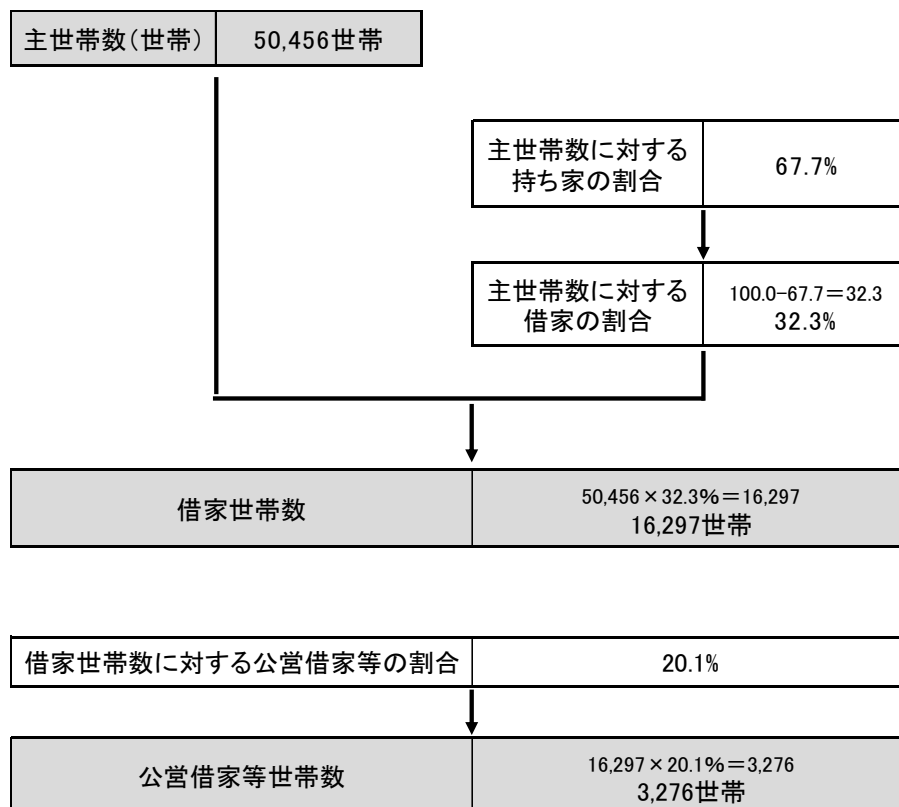 主世帯数(世帯) 50,456世帯
主世帯数に対する
持ち家の割合
67.7%
主世帯数に対する
借家の割合
100.0-67.7=32.3
32.3%
借家世帯数
50,456×32.3%=16,297
16,297世帯
借家世帯数に対する公営借家等の割合 20.1%
公営借家等世帯数
16,297×20.1%=3,276
3,276世帯